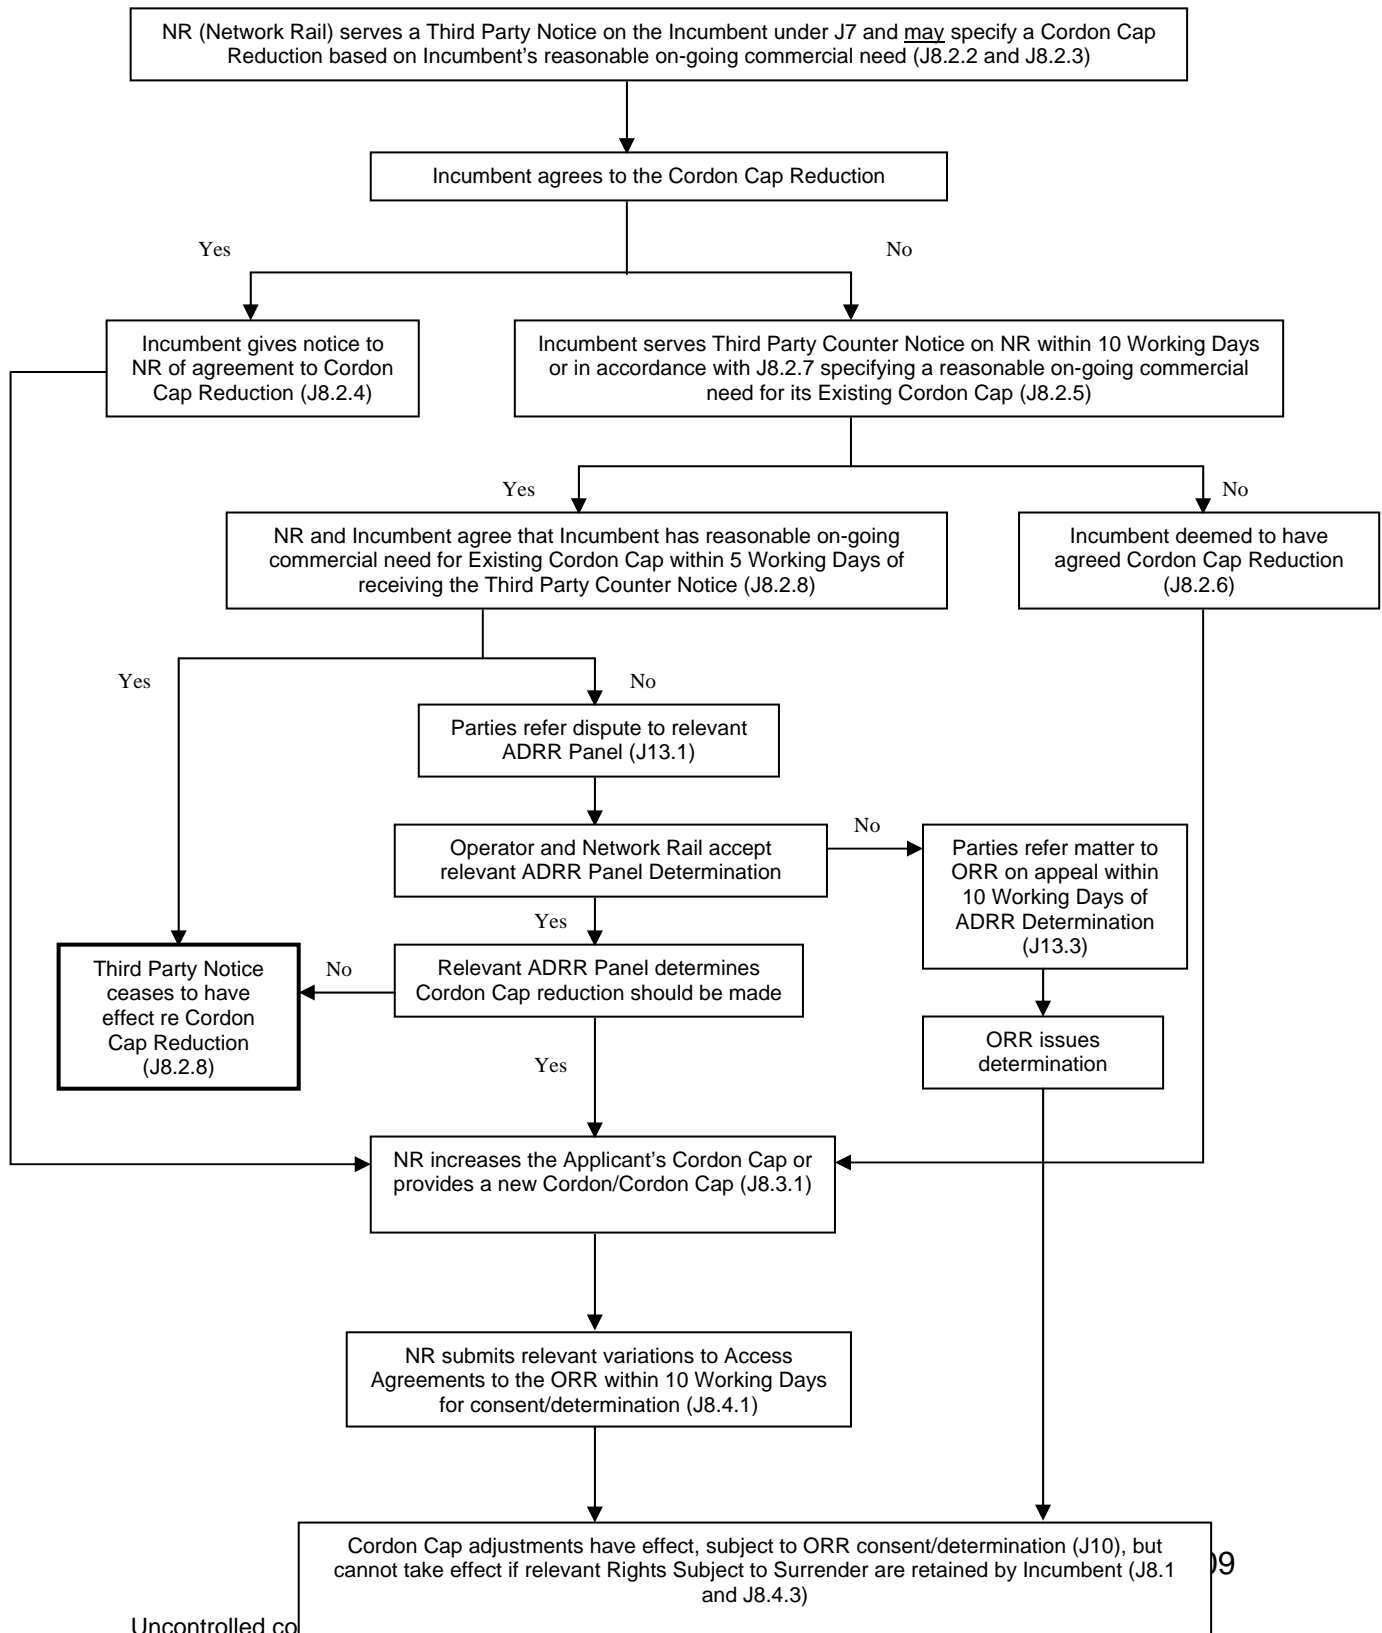 NR (Network Rail) serves a Third Party Notice on the Incumbent under J7 and may specify a Cordon Cap
Reduction based on Incumbent's reasonable on-going commercial need (J8.2.2 and J8.2.3)
Incumbent agrees to the Cordon Cap Reduction
Yes
No
Incumbent gives notice to
NR of agreement to Cordon
Cap Reduction (J8.2.4)
Incumbent serves Third Party Counter Notice on NR within 10 Working Days
or in accordance with J8.2.7 specifying a reasonable on-going commercial
need for its Existing Cordon Cap (J8.2.5)
Yes
No
NR and Incumbent agree that Incumbent has reasonable on-going
commercial need for Existing Cordon Cap within 5 Working Days of
receiving the Third Party Counter Notice (J8.2.8)
Incumbent deemed to have
agreed Cordon Cap Reduction
(J8.2.6)
Yes
No
Parties refer dispute to relevant
ADRR Panel (J13.1)
Operator and Network Rail accept
relevant ADRR Panel Determination
No
Parties refer matter to
ORR on appeal within
10 Working Days of
ADRR Determination
(J13.3)
Yes
Third Party Notice
ceases to have
effect re Cordon
Cap Reduction
(J8.2.8)
No
Relevant ADRR Panel determines
Cordon Cap reduction should be made
ORR issues
determination
Yes
NR increases the Applicant's Cordon Cap or
provides a new Cordon/Cordon Cap (J8.3.1)
NR submits relevant variations to Access
Agreements to the ORR within 10 Working Days
for consent/determination (J8.4.1)
Cordon Cap adjustments have effect, subject to ORR consent/determination (J10), but
cannot take effect if relevant Rights Subject to Surrender are retained by Incumbent (J8.1
and J8.4.3)
09
Uncontrolled co